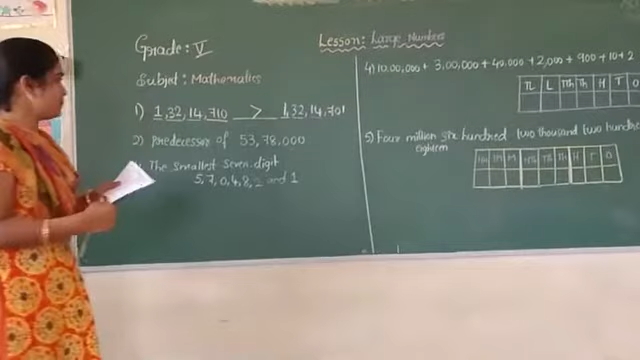 Grade: V
Lesson: Large Numbers
Subject: Mathematics
1) 1,32,14,710 > 1,32,14,701
2) Predecessor of 53,78,000
The smallest seven digit
5, 7, 0, 4, 8, 2 and 1
4) 10,00,000 + 3,00,000 + 40,000 + 2,000 + 900 + 10 + 2
TL L TTh Th H T O
5) Four million six hundred two thousand two hundred
eighteen
M HTh TTh Th H T O